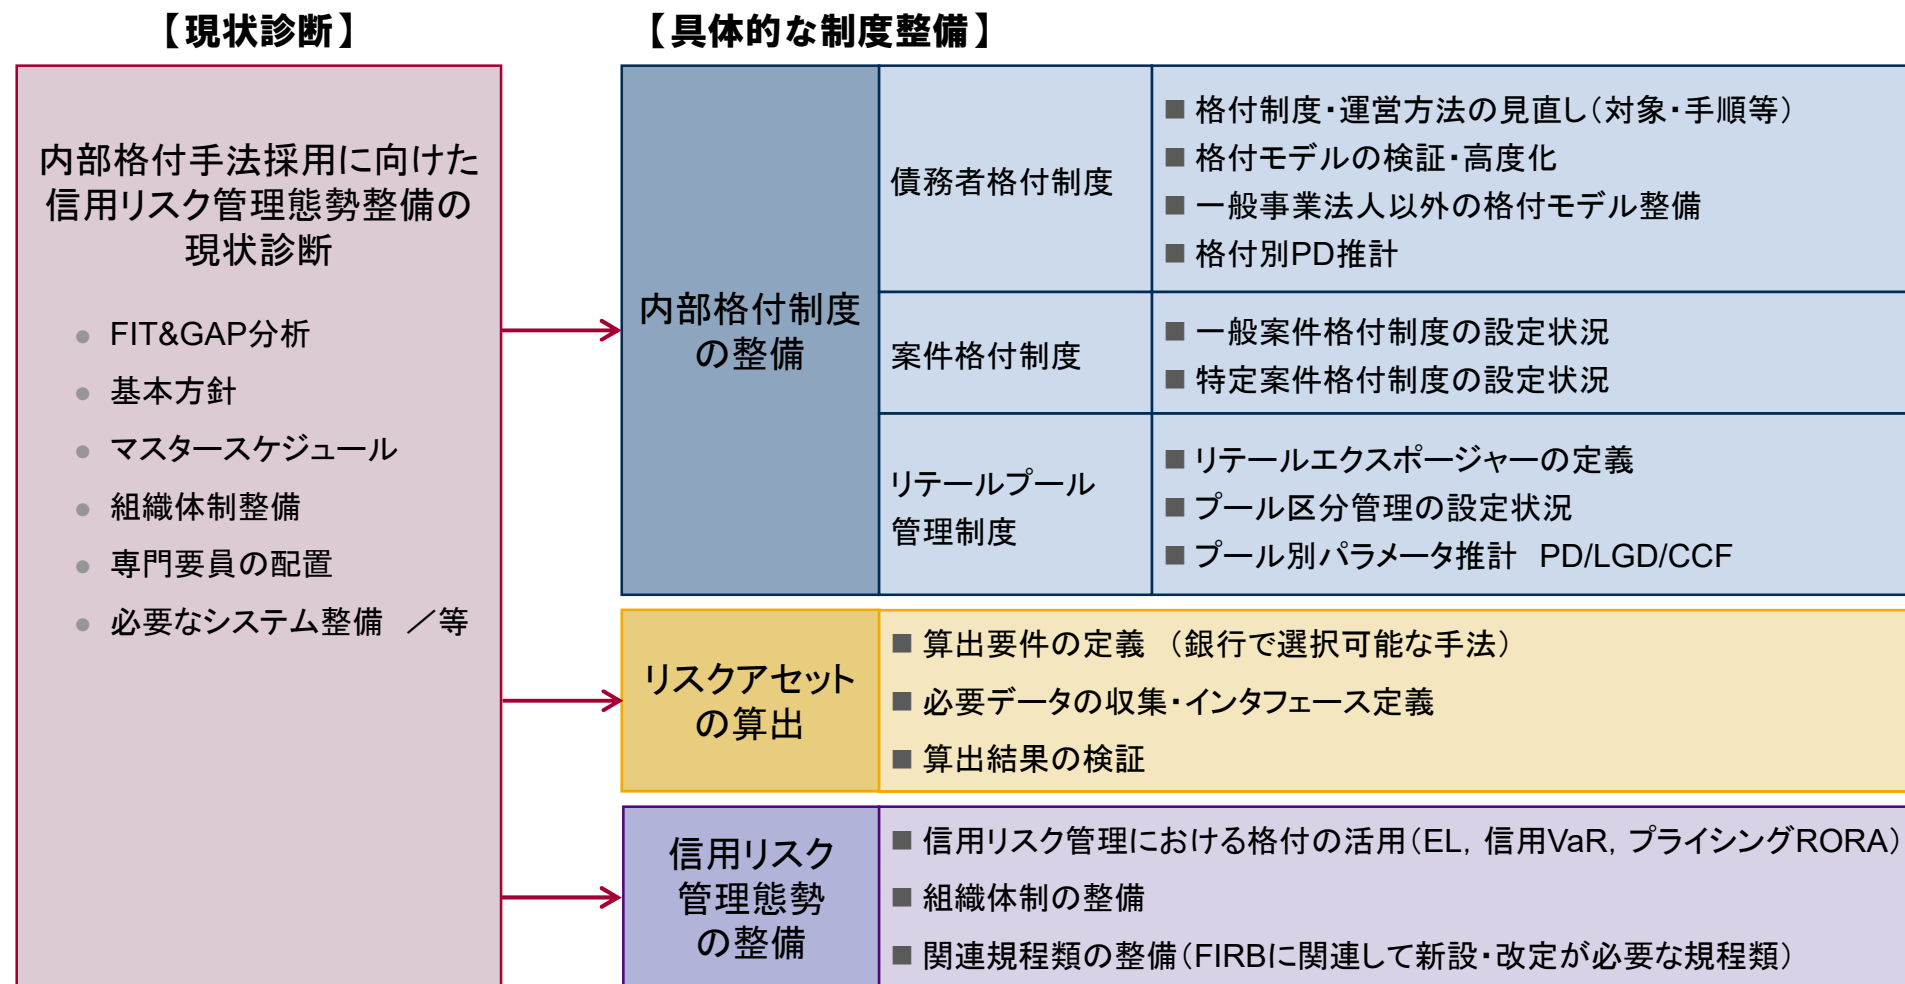 【現状診断】
【具体的な制度整備】
内部格付手法採用に向けた
信用リスク管理態勢整備の
現状診断
● FIT&GAP分析
● 基本方針
● マスタースケジュール
● 組織体制整備
● 専門要員の配置
● 必要なシステム整備　／等
内部格付制度
の整備
債務者格付制度
■ 格付制度・運営方法の見直し（対象・手順等）
■ 格付モデルの検証・高度化
■ 一般事業法人以外の格付モデル整備
■ 格付別PD推計
案件格付制度
■ 一般案件格付制度の設定状況
■ 特定案件格付制度の設定状況
リテールプール
管理制度
■ リテールエクスポージャーの定義
■ プール区分管理の設定状況
■ プール別パラメータ推計　PD/LGD/CCF
リスクアセット
の算出
■ 算出要件の定義　（銀行で選択可能な手法）
■ 必要データの収集・インタフェース定義
■ 算出結果の検証
信用リスク
管理態勢
の整備
■ 信用リスク管理における格付の活用（EL，信用VaR，プライシングRORA）
■ 組織体制の整備
■ 関連規程類の整備（FIRBに関連して新設・改定が必要な規程類）